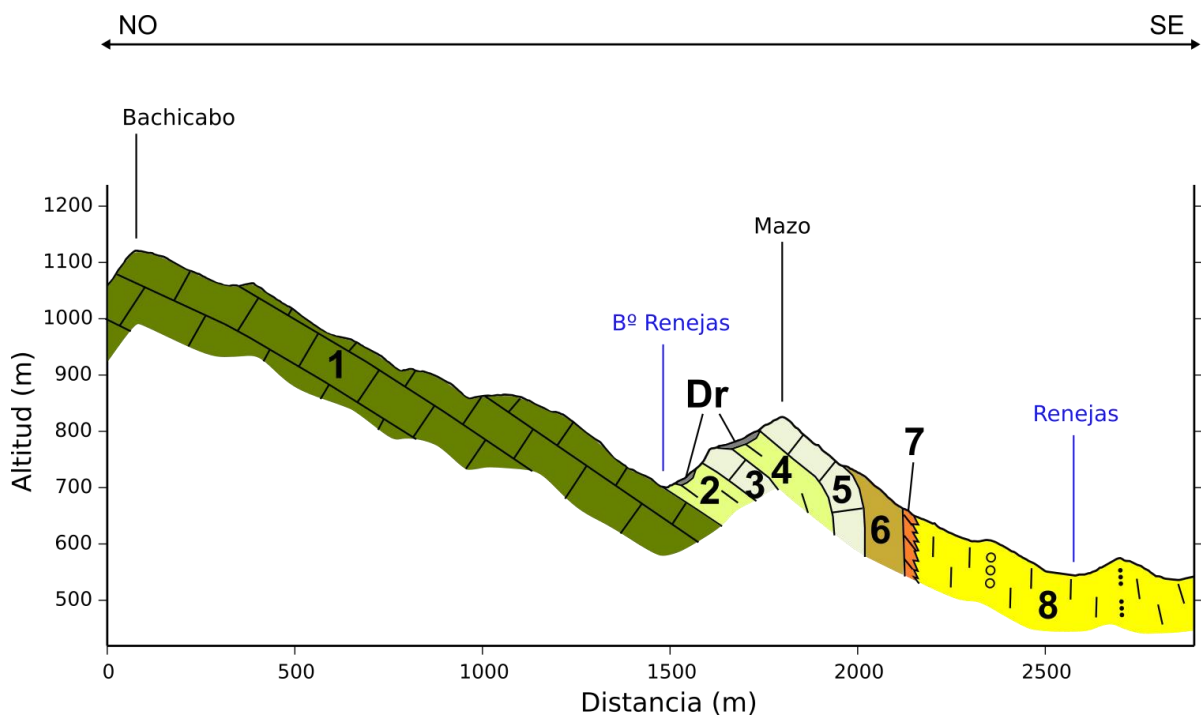 NO
SE
Bachicabo
1200
1100
1000
900
800
700
600
500
Altitud (m)
Mazo
Bº Renejas
Dr
Renejas
1
2
3
4
5
6
7
8
0
500
1000
1500
2000
2500
Distancia (m)